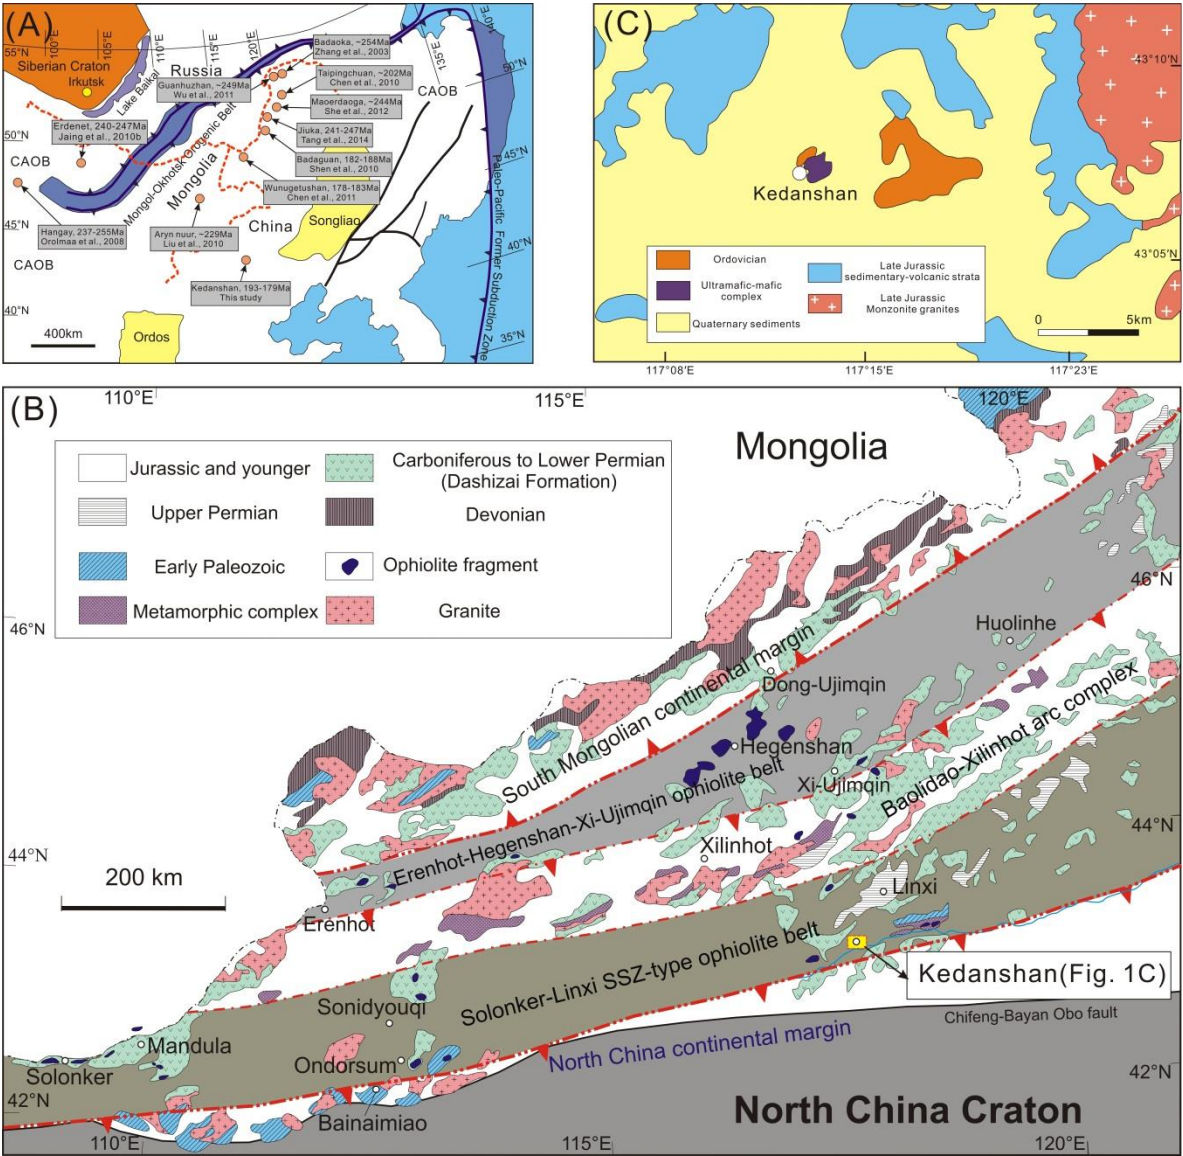 (A)
100°E
105°E
110°E
115°E
120°E
135°E
140°E
55°N
50°N
Siberian Craton
Irkutsk
Lake Baikal
Russia
Badaoka, ~254Ma
Zhang et al., 2003
Guanhuzhan, ~249Ma
Wu et al., 2011
Taipingchuan, ~202Ma
Chen et al., 2010
CAOB
Maoerdaoga, ~244Ma
She et al., 2012
Erdenet, 240-247Ma
Jaing et al., 2010b
Jiuka, 241-247Ma
Tang et al., 2014
50°N
45°N
CAOB
Mongol-Okhotsk Orogenic Belt
Mongolia
Badaguan, 182-188Ma
Shen et al., 2010
Wunugetushan, 178-183Ma
Chen et al., 2011
Paleo-Pacific Former Subduction Zone
45°N
Hangay, 237-255Ma
Orolmaa et al., 2008
Aryn nuur, ~229Ma
Liu et al., 2010
China
Songliao
40°N
CAOB
Kedanshan, 193-179Ma
This study
40°N
400km
Ordos
35°N
(C)
43°10′N
Kedanshan
43°05′N
Ordovician
Ultramafic-mafic
complex
Quaternary sediments
Late Jurassic
sedimentary-volcanic strata
Late Jurassic
Monzonite granites
0
5km
117°08′E
117°15′E
117°23′E
(B)
110°E
115°E
120°E
Mongolia
Jurassic and younger
Carboniferous to Lower Permian
(Dashizai Formation)
Upper Permian
Devonian
Early Paleozoic
Ophiolite fragment
Metamorphic complex
Granite
46°N
46°N
Huolinhe
South Mongolian continental margin
Dong-Ujimqin
Hegenshan
Xi-Ujimqin
Baolidao-Xilinhot arc complex
Erenhot-Hegenshan-Xi-Ujimqin ophiolite belt
44°N
44°N
Xilinhot
200 km
Linxi
Erenhot
Solonker-Linxi SSZ-type ophiolite belt
Kedanshan(Fig. 1C)
Sonidyouqi
Mandula
Chifeng-Bayan Obo fault
North China continental margin
Ondorsum
Solonker
42°N
42°N
Bainaimiao
North China Craton
110°E
115°E
120°E